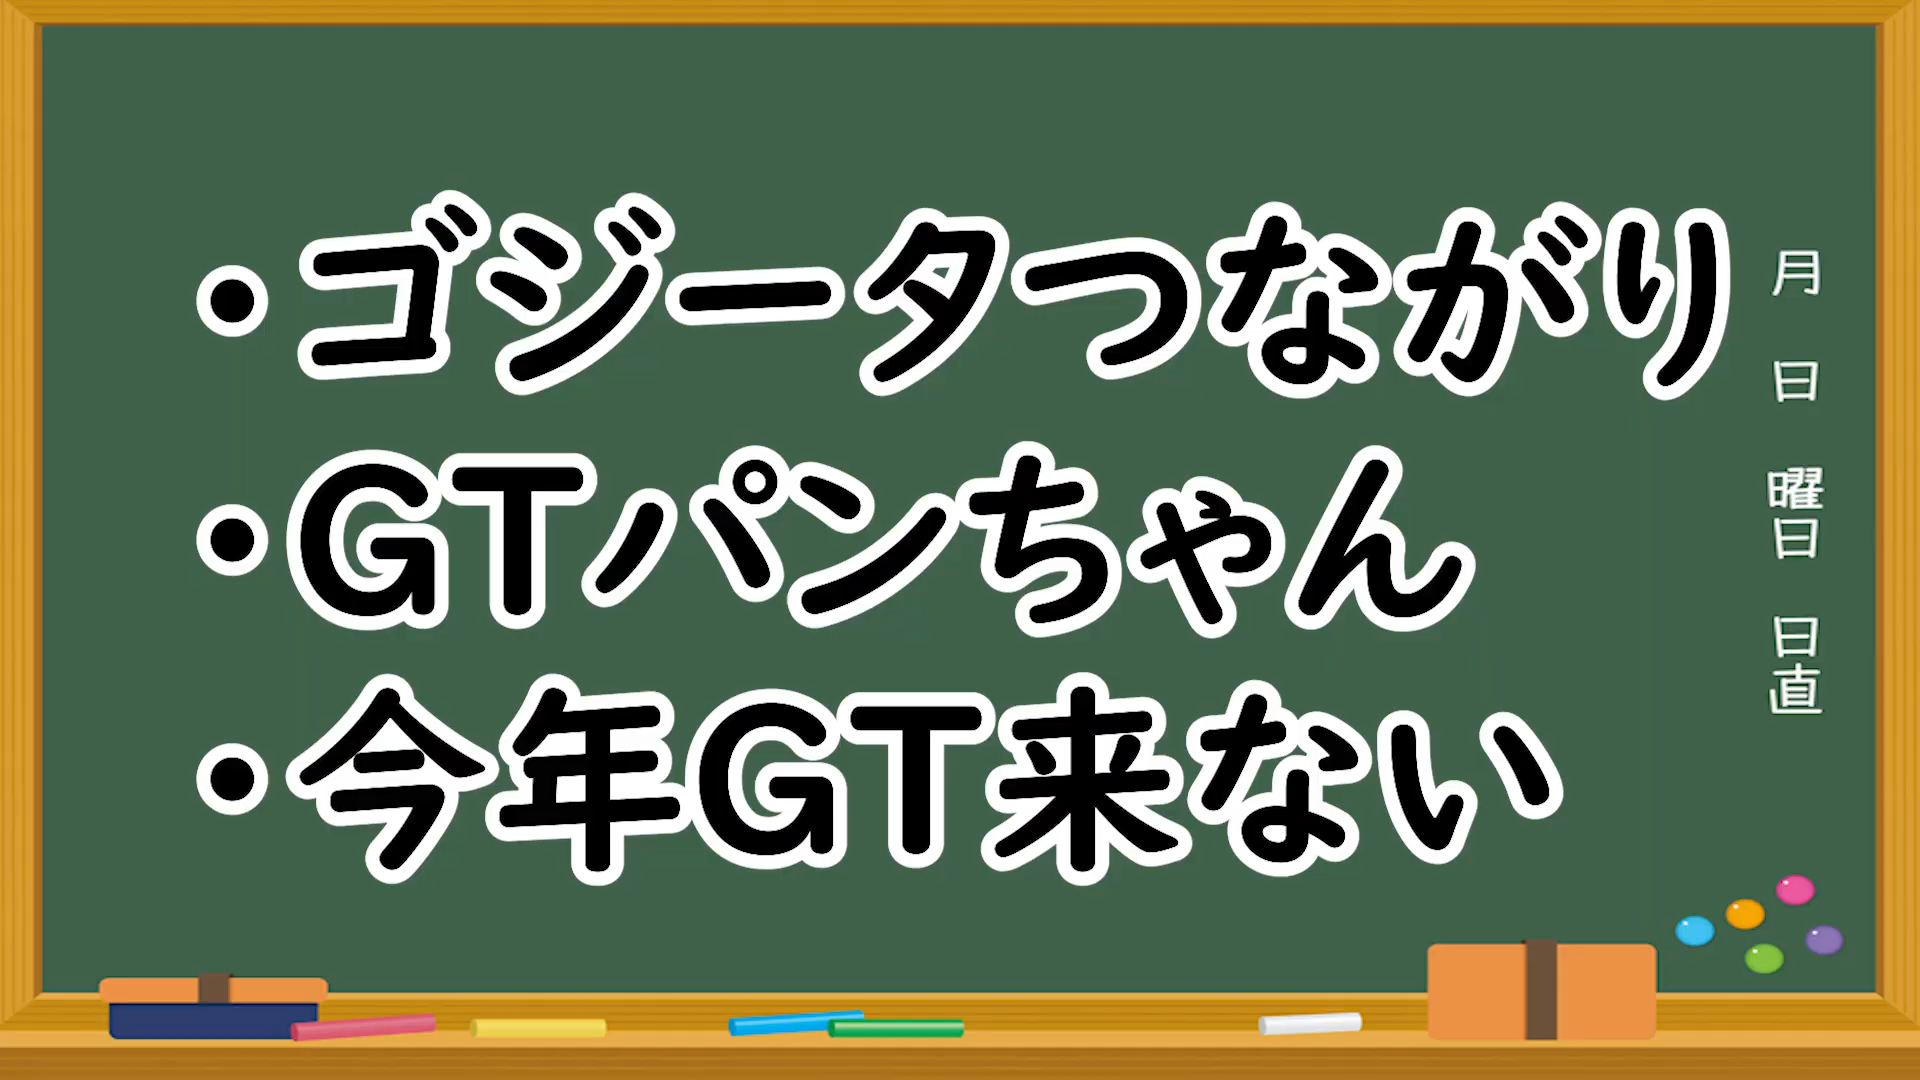 ・ゴジータつながり
・GTパンちゃん
・今年GT来ない
月
日
曜日
日直